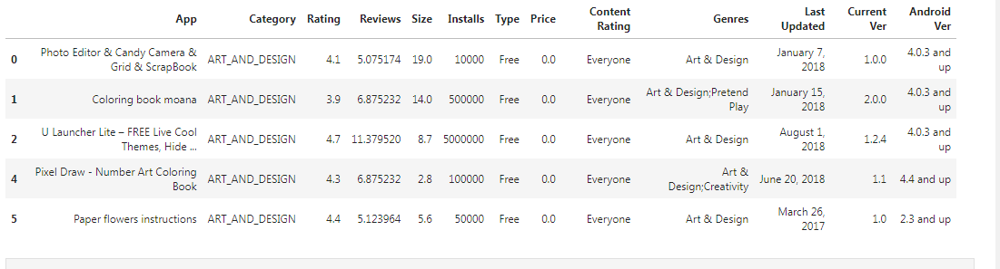 App Category Rating Reviews Size Installs Type Price Content Rating Genres Last Updated Current Ver Android Ver
0 Photo Editor & Candy Camera & Grid & ScrapBook ART_AND_DESIGN 4.1 5.075174 19.0 10000 Free 0.0 Everyone Art & Design January 7, 2018 1.0.0 4.0.3 and up
1 Coloring book moana ART_AND_DESIGN 3.9 6.875232 14.0 500000 Free 0.0 Everyone Art & Design;Pretend Play January 15, 2018 2.0.0 4.0.3 and up
2 U Launcher Lite – FREE Live Cool Themes, Hide ... ART_AND_DESIGN 4.7 11.379520 8.7 5000000 Free 0.0 Everyone Art & Design August 1, 2018 1.2.4 4.0.3 and up
4 Pixel Draw - Number Art Coloring Book ART_AND_DESIGN 4.3 6.875232 2.8 100000 Free 0.0 Everyone Art & Design;Creativity June 20, 2018 1.1 4.4 and up
5 Paper flowers instructions ART_AND_DESIGN 4.4 5.123964 5.6 50000 Free 0.0 Everyone Art & Design March 26, 2017 1.0 2.3 and up